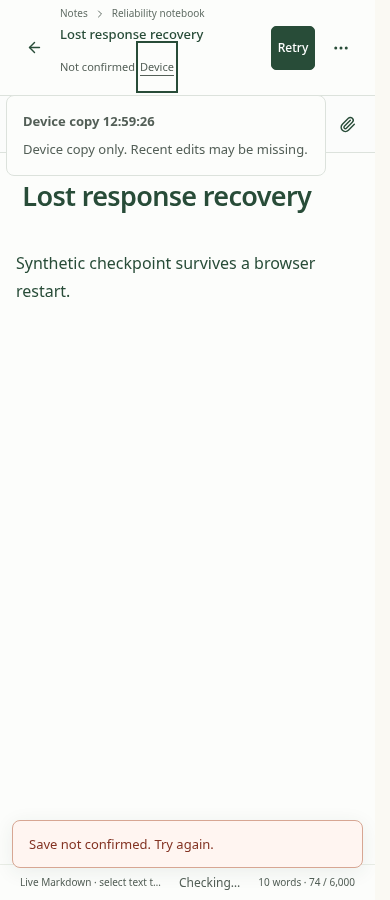 Notes > Reliability notebook
Lost response recovery
Not confirmed Device
Retry
Device copy 12:59:26
Device copy only. Recent edits may be missing.
Lost response recovery
Synthetic checkpoint survives a browser
restart.
Save not confirmed. Try again.
Live Markdown · select text t... Checking... 10 words · 74 / 6,000